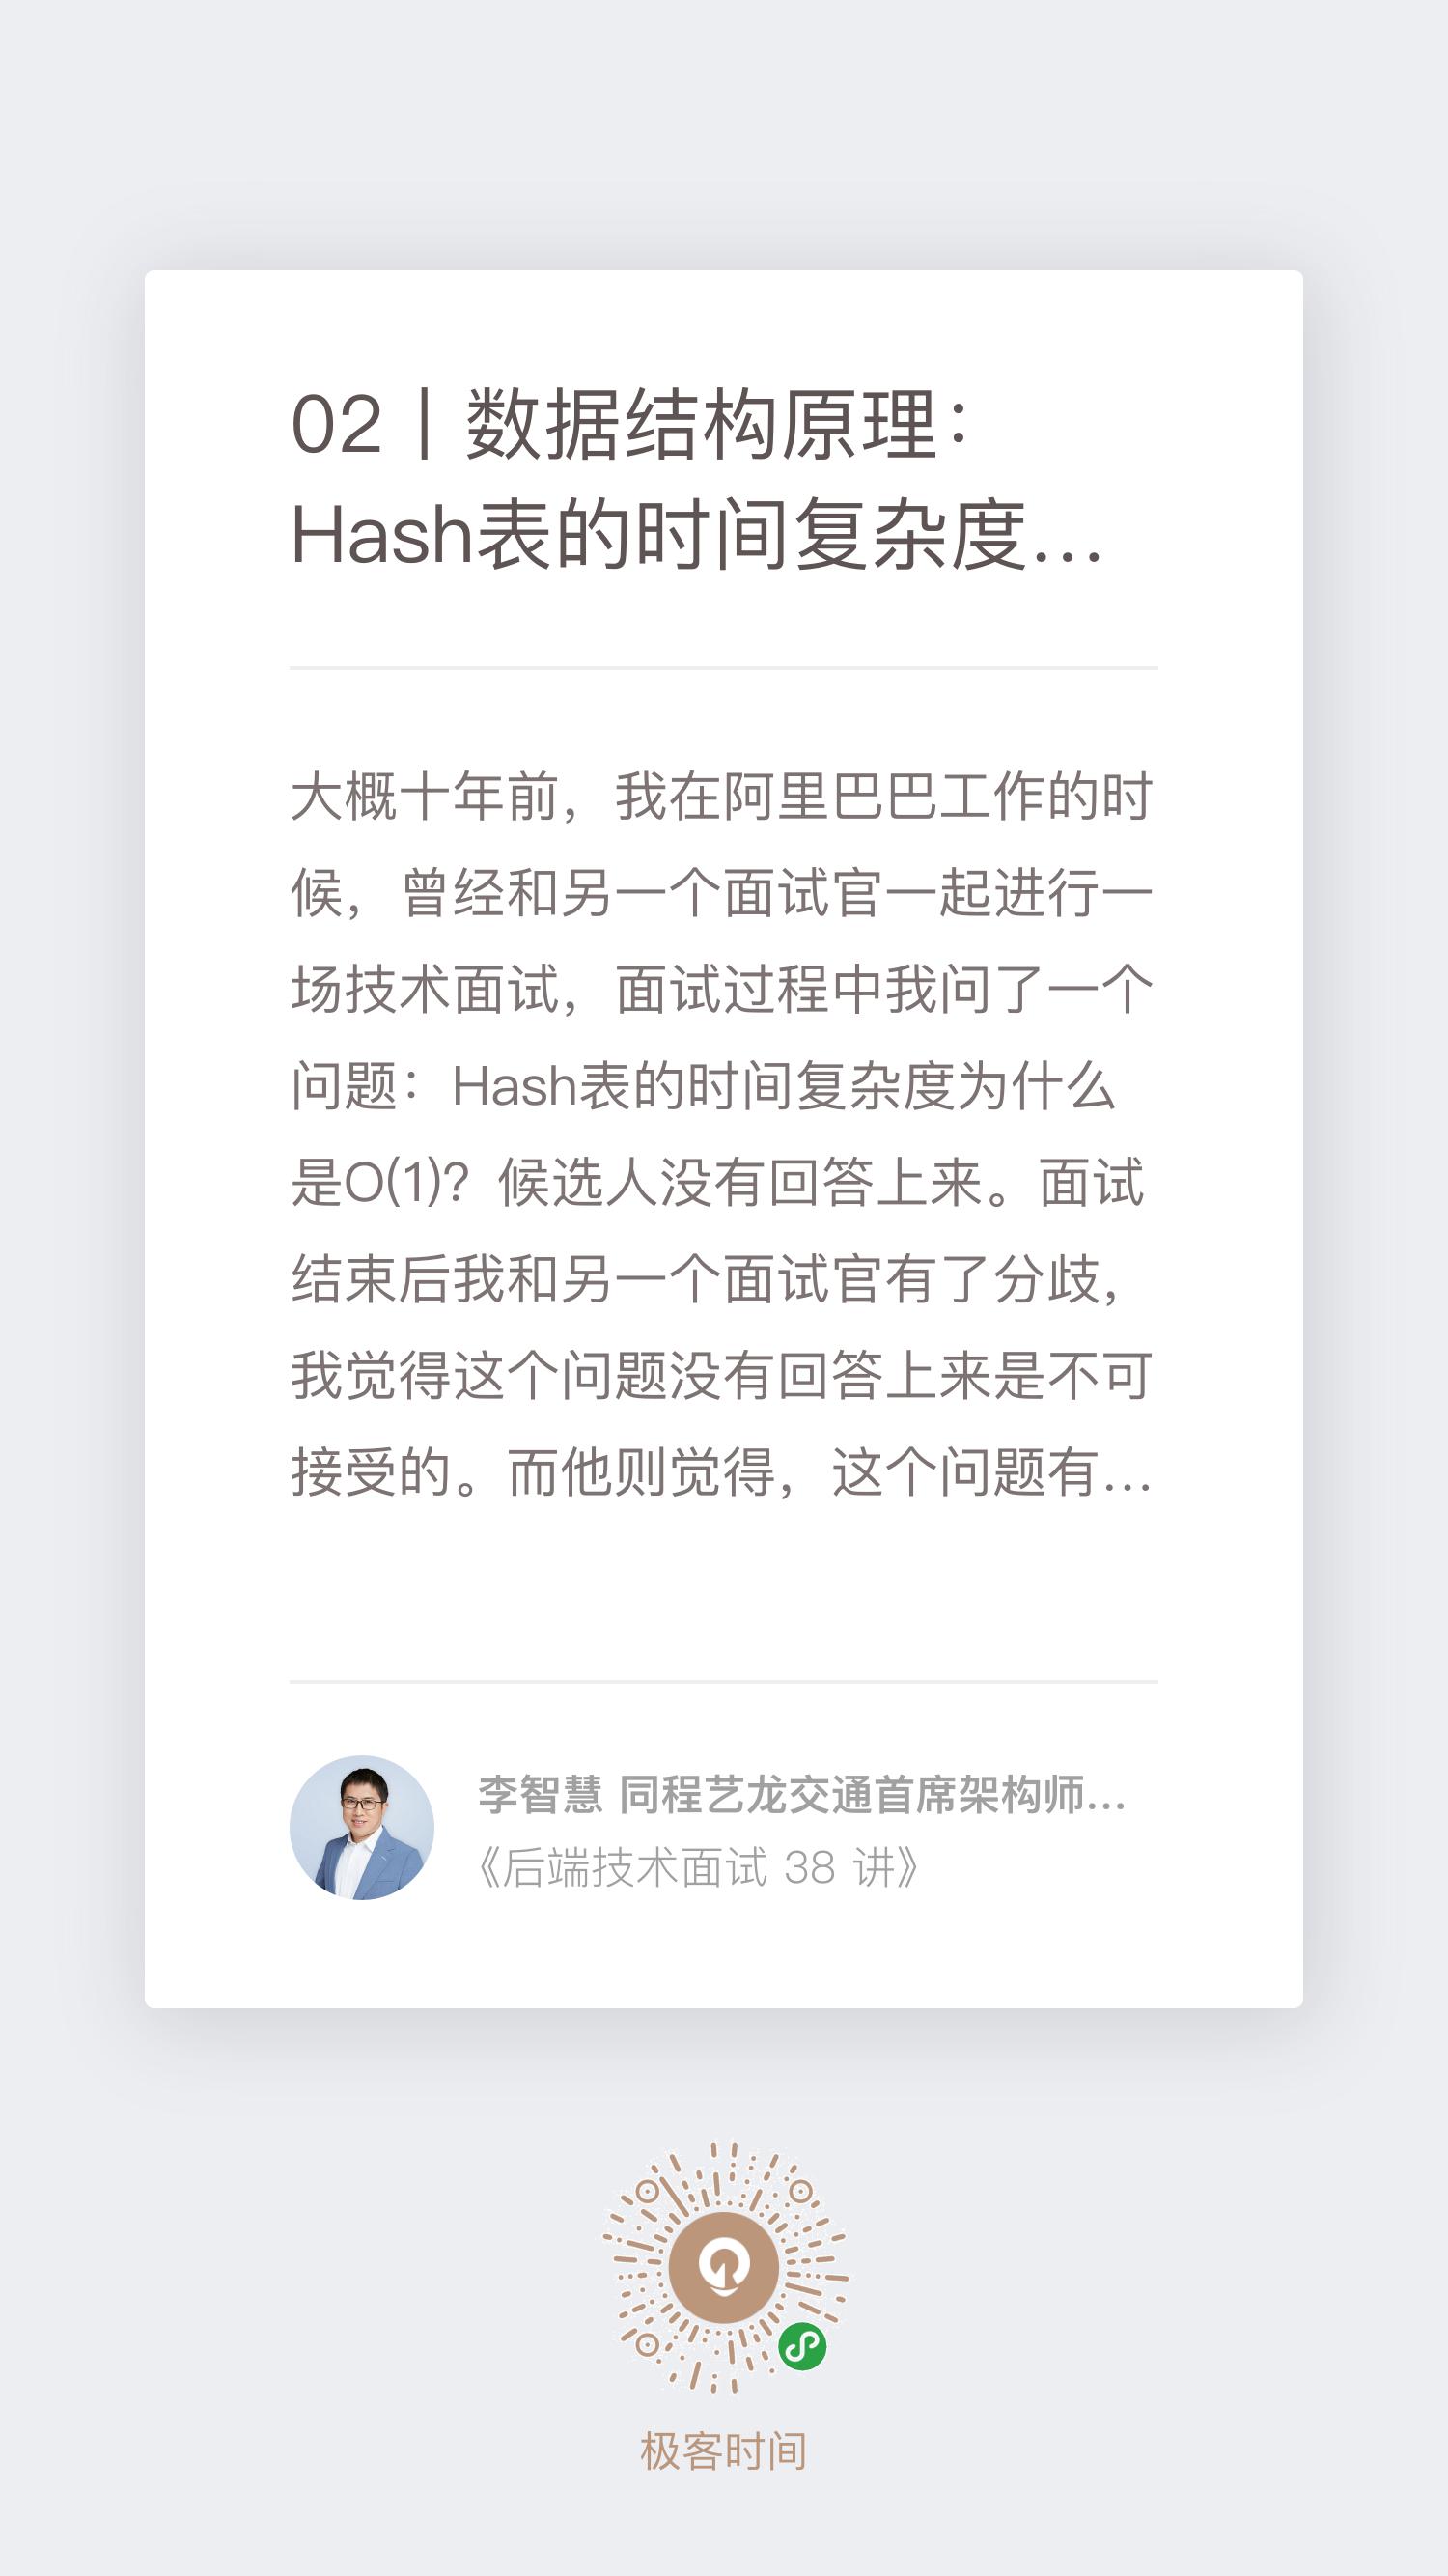 02丨数据结构原理：
Hash表的时间复杂度...
大概十年前，我在阿里巴巴工作的时
候，曾经和另一个面试官一起进行一
场技术面试，面试过程中我问了一个
问题：Hash表的时间复杂度为什么
是O(1)？候选人没有回答上来。面试
结束后我和另一个面试官有了分歧，
我觉得这个问题没有回答上来是不可
接受的。而他则觉得，这个问题有...
李智慧 同程艺龙交通首席架构师...
《后端技术面试 38 讲》
极客时间